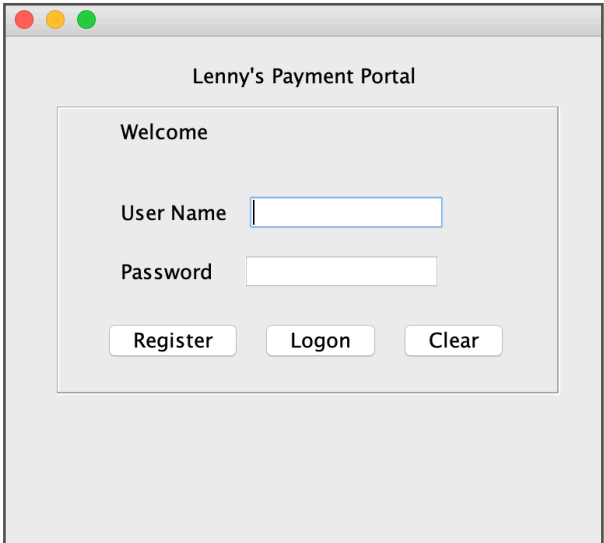 Lenny's Payment Portal
Welcome
User Name
Password
Register Logon Clear